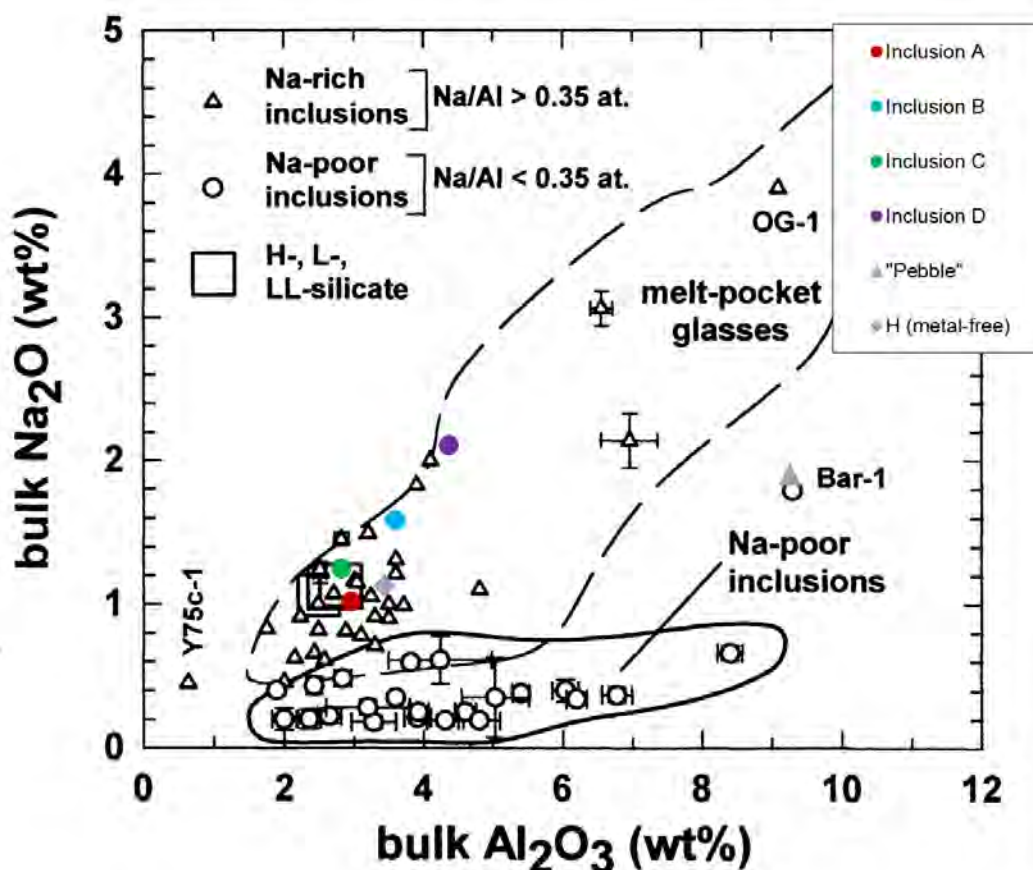 5
4
3
2
1
0
bulk Na2O (wt%)
Na-rich
inclusions
Na/Al > 0.35 at.
Na-poor
inclusions
Na/Al < 0.35 at.
H-, L-,
LL-silicate
Inclusion A
Inclusion B
Inclusion C
Inclusion D
"Pebble"
H (metal-free)
OG-1
melt-pocket
glasses
Bar-1
Na-poor
inclusions
Y75c-1
0
2
4
6
8
10
12
bulk Al2O3 (wt%)